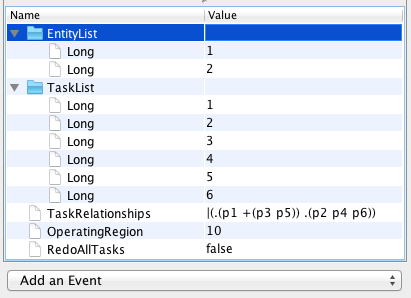 Name Value
EntityList
Long 1
Long 2
TaskList
Long 1
Long 2
Long 3
Long 4
Long 5
Long 6
TaskRelationships |(.(p1 +(p3 p5)) .(p2 p4 p6))
OperatingRegion 10
RedoAllTasks false
Add an Event